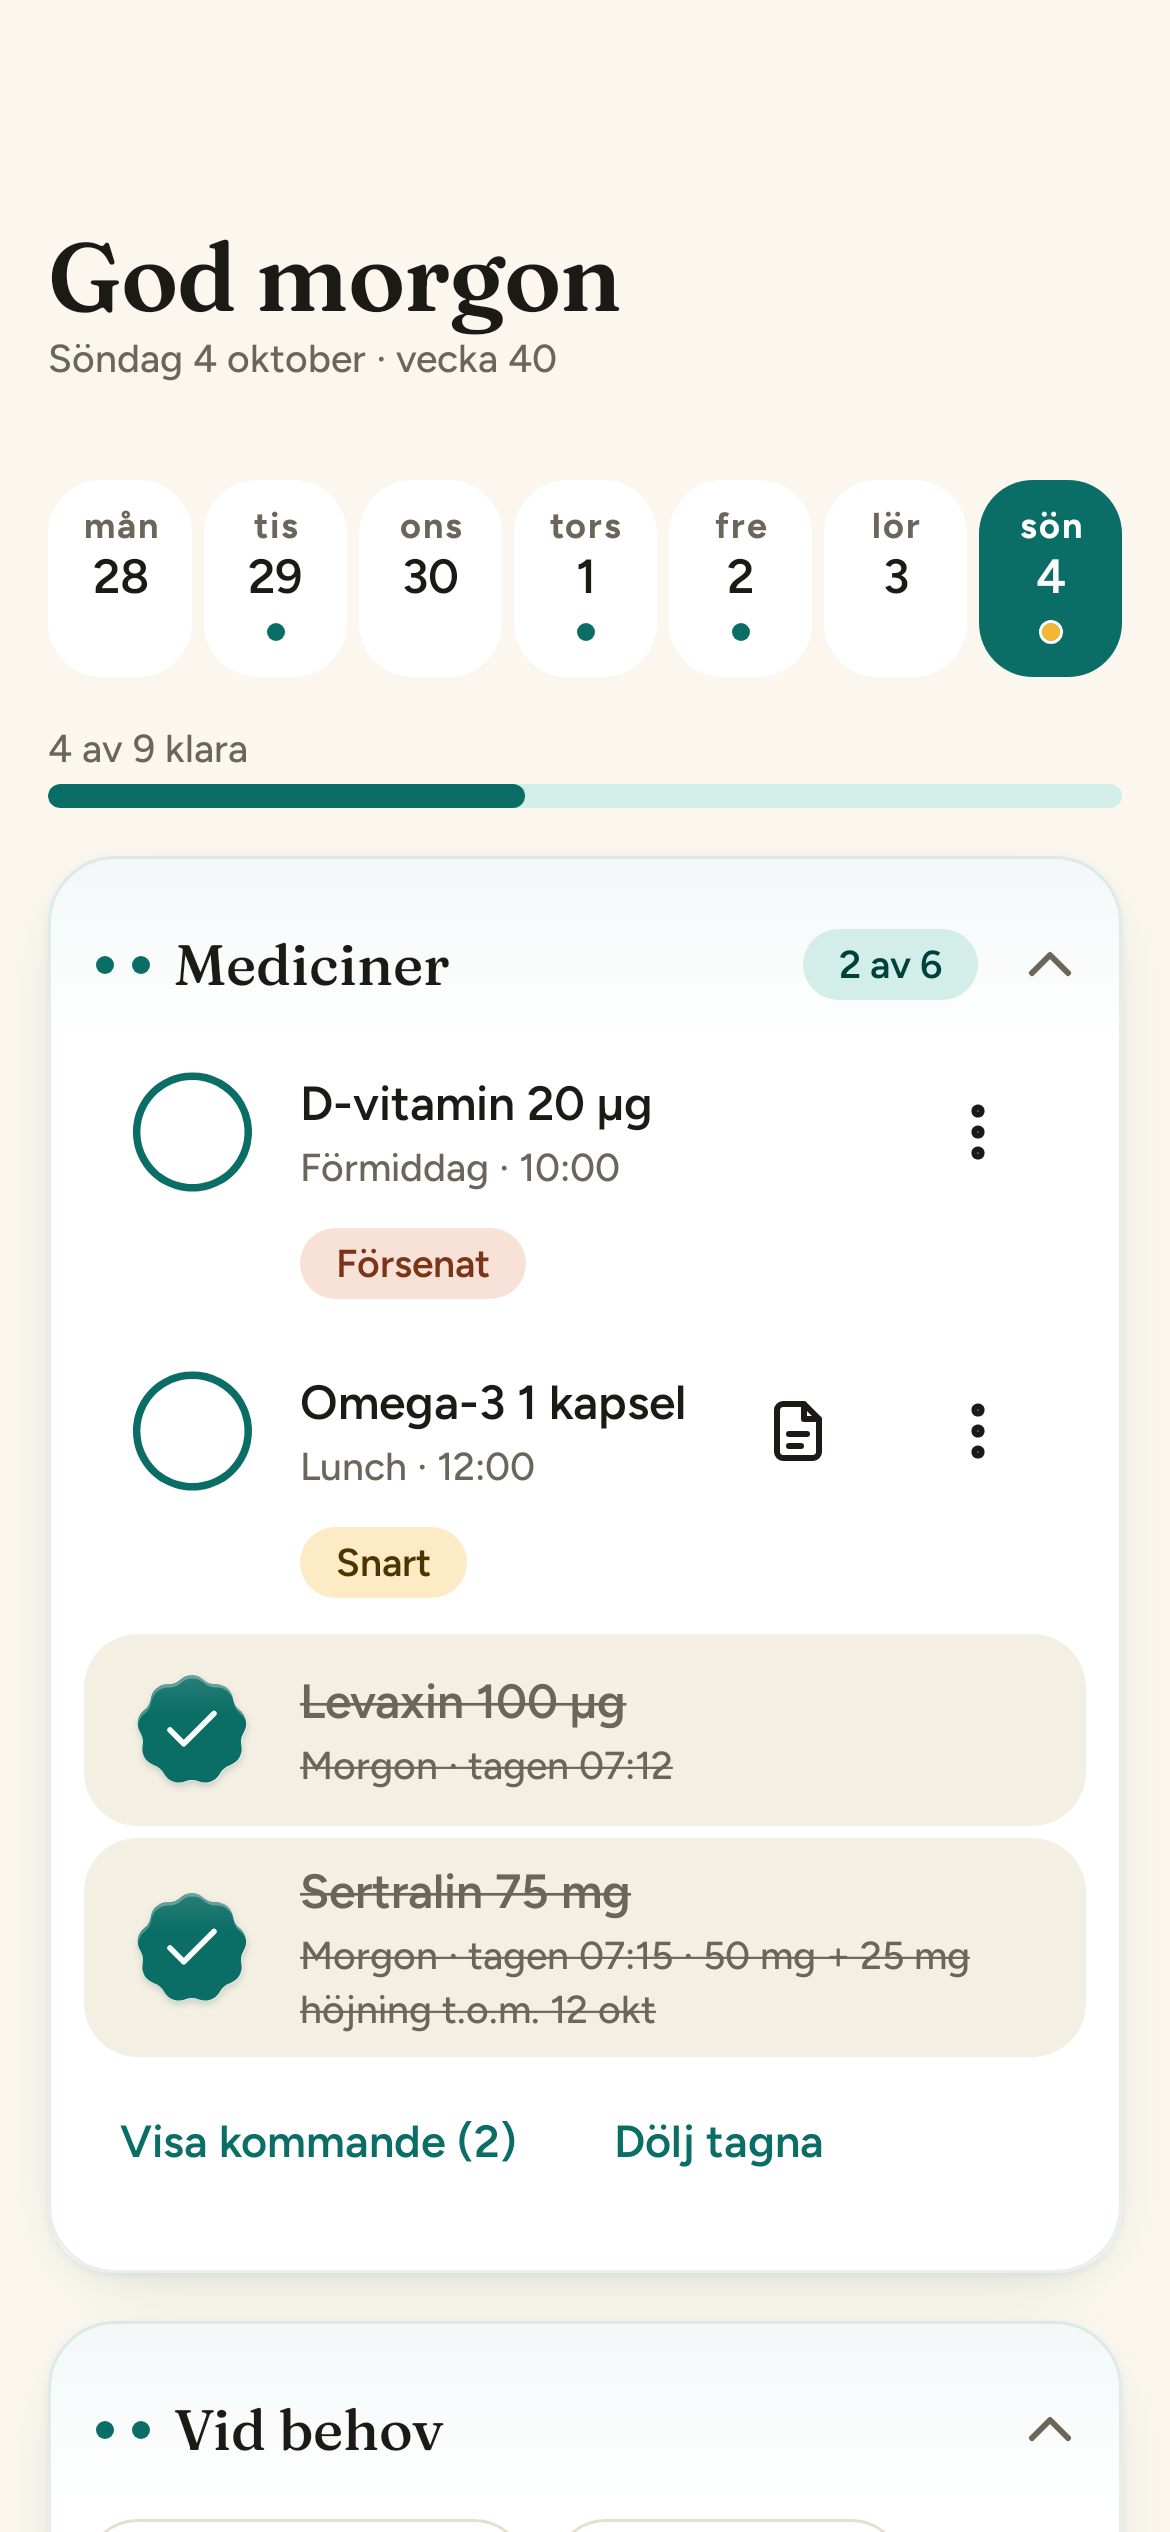 God morgon
Söndag 4 oktober · vecka 40
mån tis ons tors fre lör sön
28 29 30 1 2 3 4
4 av 9 klara
Mediciner 2 av 6
D-vitamin 20 µg
Förmiddag · 10:00
Försenat
Omega-3 1 kapsel
Lunch · 12:00
Snart
Levaxin 100 µg
Morgon · tagen 07:12
Sertralin 75 mg
Morgon · tagen 07:15 · 50 mg + 25 mg
höjning t.o.m. 12 okt
Visa kommande (2) Dölj tagna
Vid behov